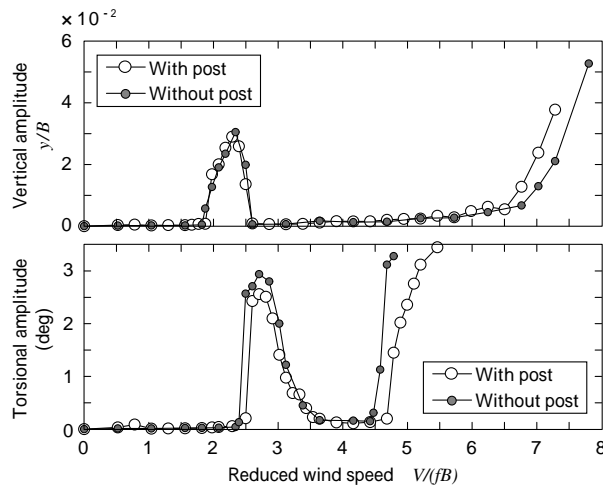 × 10⁻²
6
4
2
0
Vertical amplitude
y/B
With post
Without post
3
2
1
0
Torsional amplitude
(deg)
With post
Without post
0 1 2 3 4 5 6 7 8
Reduced wind speed V/(fB)